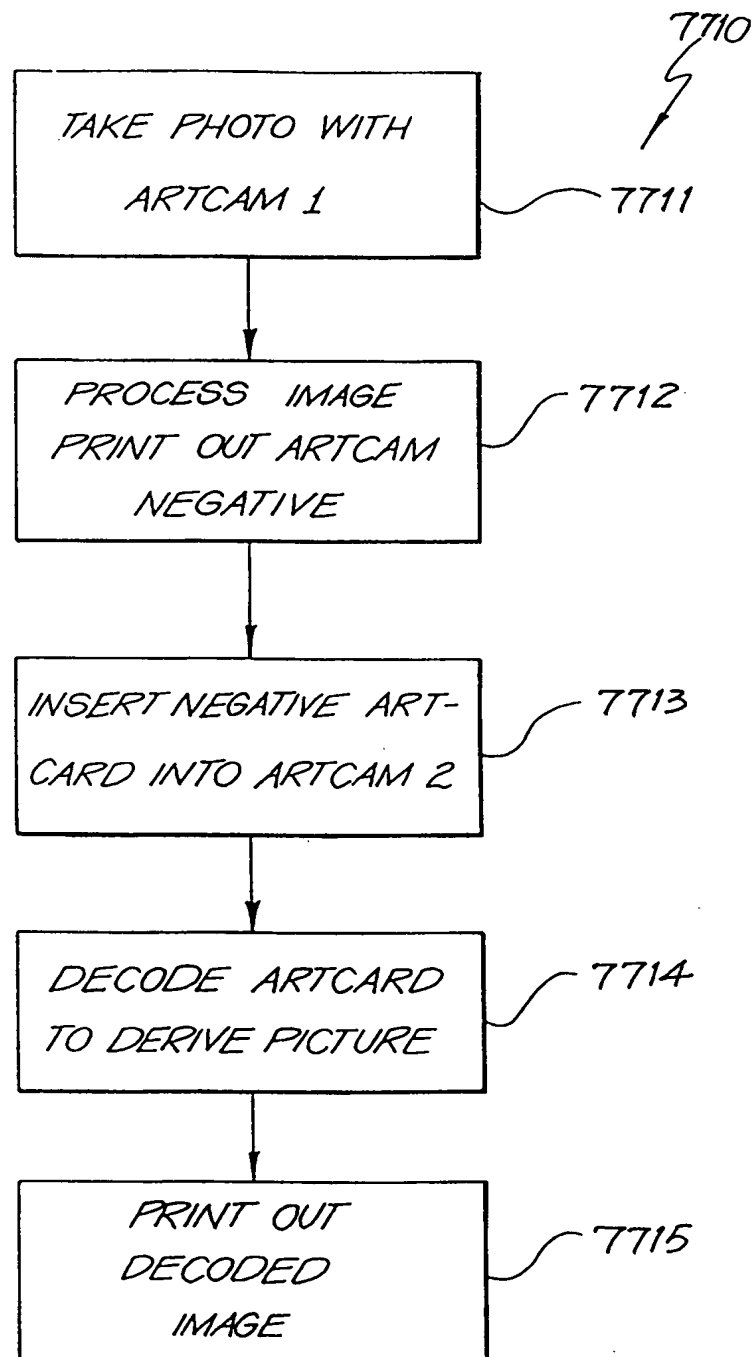 7710
TAKE PHOTO WITH
ARTCAM 1
7711
PROCESS IMAGE
PRINT OUT ARTCAM
NEGATIVE
7712
INSERT NEGATIVE ART-
CARD INTO ARTCAM 2
7713
DECODE ARTCARD
TO DERIVE PICTURE
7714
PRINT OUT
DECODED
IMAGE
7715